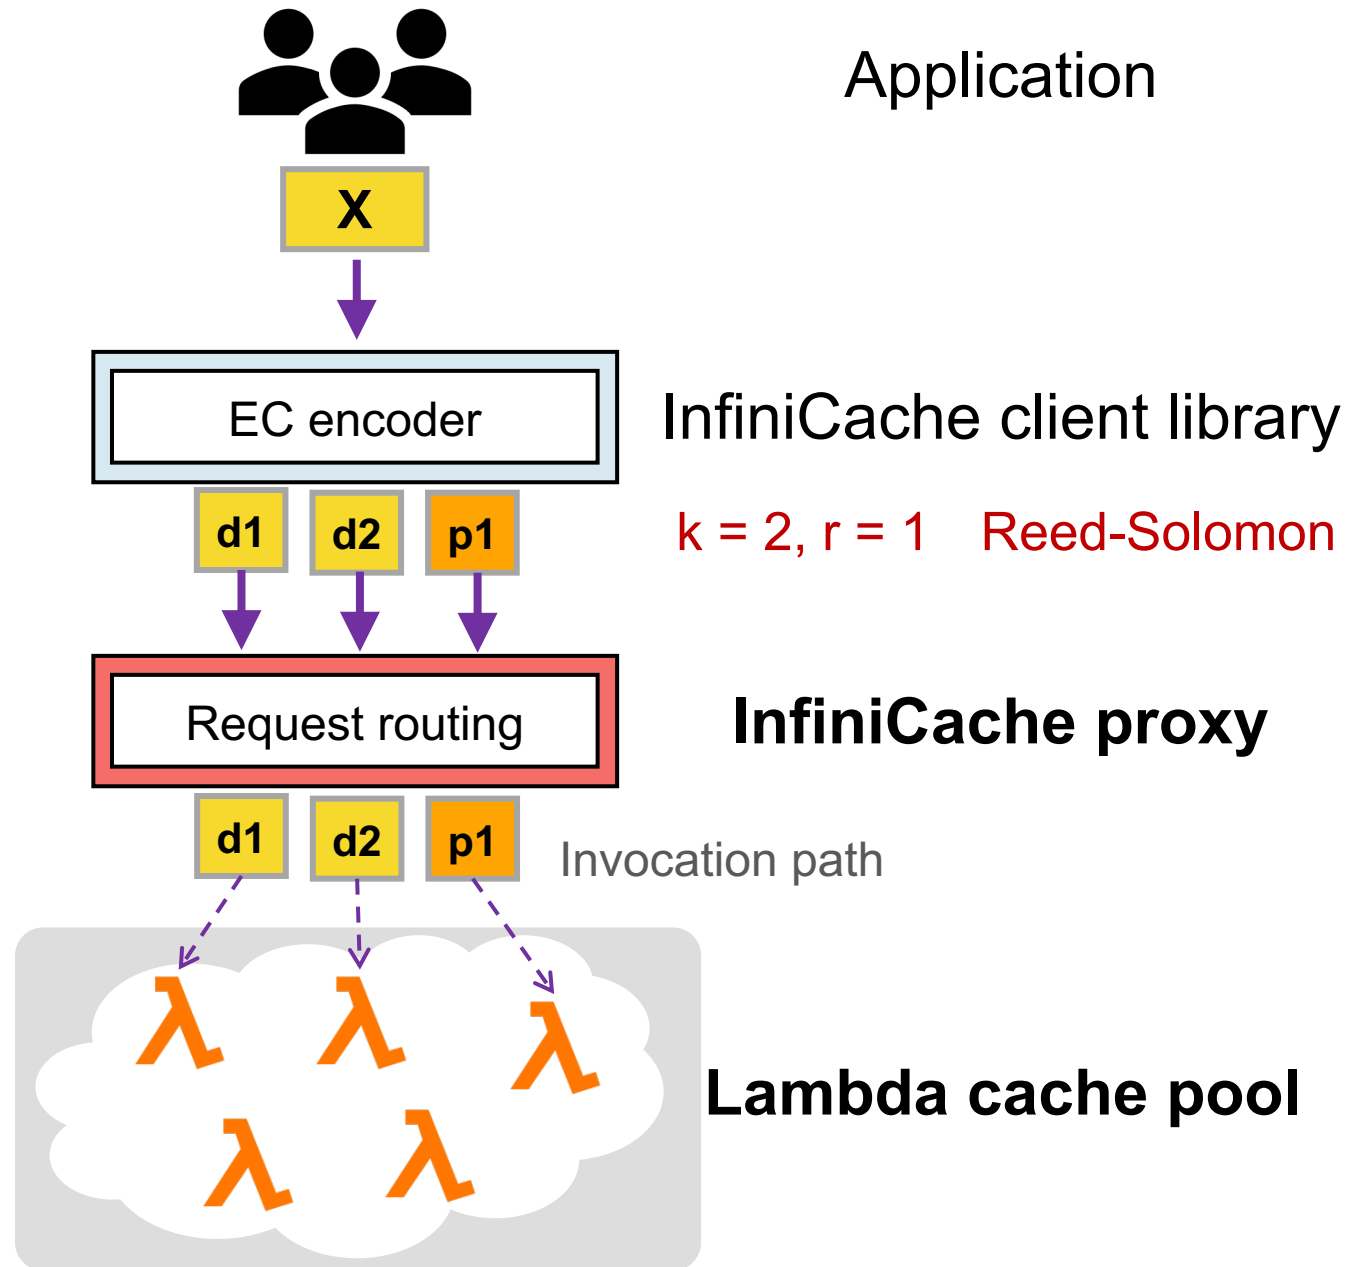 Application
X
EC encoder
InfiniCache client library
d1 d2 p1
k = 2, r = 1 Reed-Solomon
Request routing
InfiniCache proxy
d1 d2 p1
Invocation path
λ λ λ
Lambda cache pool
λ λ